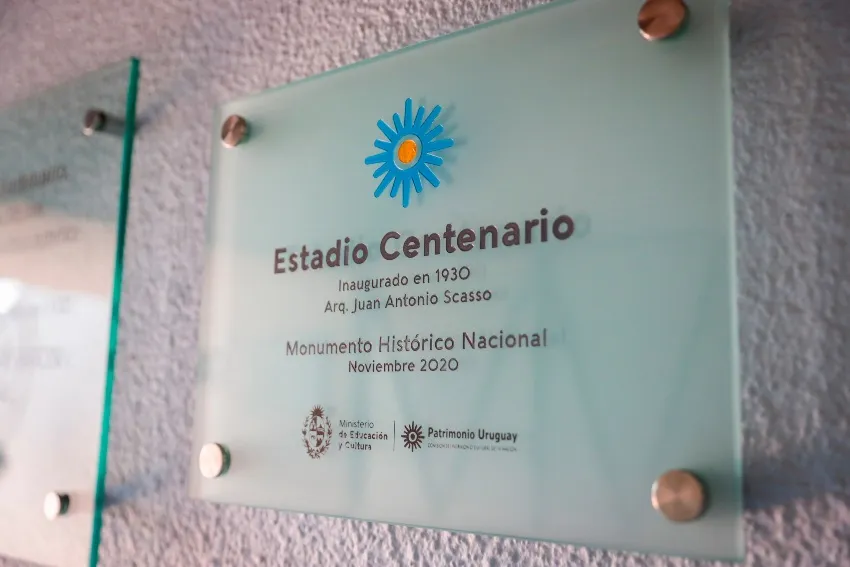 Estadio Centenario
Inaugurado en 1930
Arq. Juan Antonio Scasso
Monumento Histórico Nacional
Noviembre 2020
Ministerio
de Educación
y Cultura
Patrimonio Uruguay